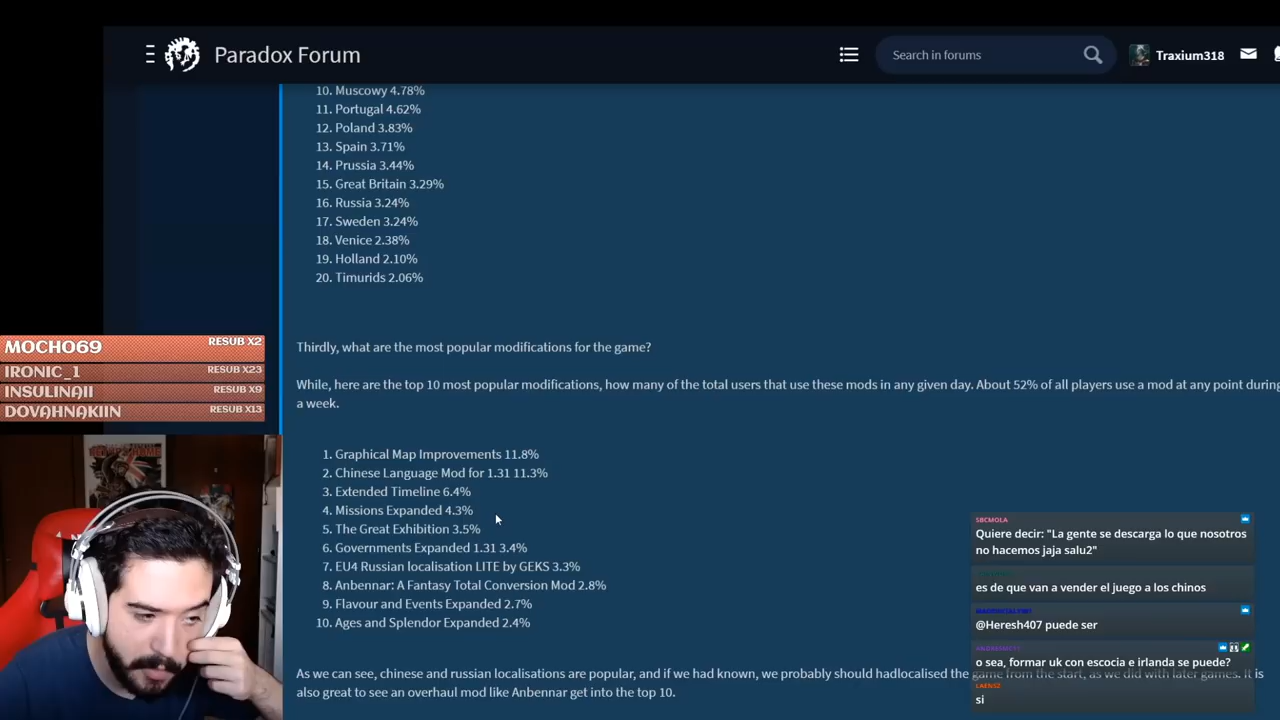 Paradox Forum
Search in forums
Traxium318
10. Muscowy 4.78%
11. Portugal 4.62%
12. Poland 3.83%
13. Spain 3.71%
14. Prussia 3.44%
15. Great Britain 3.29%
16. Russia 3.24%
17. Sweden 3.24%
18. Venice 2.38%
19. Holland 2.10%
20. Timurids 2.06%
Thirdly, what are the most popular modifications for the game?
While, here are the top 10 most popular modifications, how many of the total users that use these mods in any given day. About 52% of all players use a mod at any point during
a week.
1. Graphical Map Improvements 11.8%
2. Chinese Language Mod for 1.31 11.3%
3. Extended Timeline 6.4%
4. Missions Expanded 4.3%
5. The Great Exhibition 3.5%
6. Governments Expanded 1.31 3.4%
7. EU4 Russian localisation LITE by GEKS 3.3%
8. Anbennar: A Fantasy Total Conversion Mod 2.8%
9. Flavour and Events Expanded 2.7%
10. Ages and Splendor Expanded 2.4%
As we can see, chinese and russian localisations are popular, and if we had known, we probably should hadlocalised the game from the start, as we did with later games. It is
also great to see an overhaul mod like Anbennar get into the top 10.
MOCHO69 RESUB X2
IRONIC_1 RESUB X23
INSULINAII RESUB X9
DOVAHNAKIIN RESUB X13
SBCMOLA
Quiere decir: "La gente se descarga lo que nosotros
no hacemos jaja salu2"
es de que van a vender el juego a los chinos
@Heresh407 puede ser
o sea, formar uk con escocia e irlanda se puede?
si